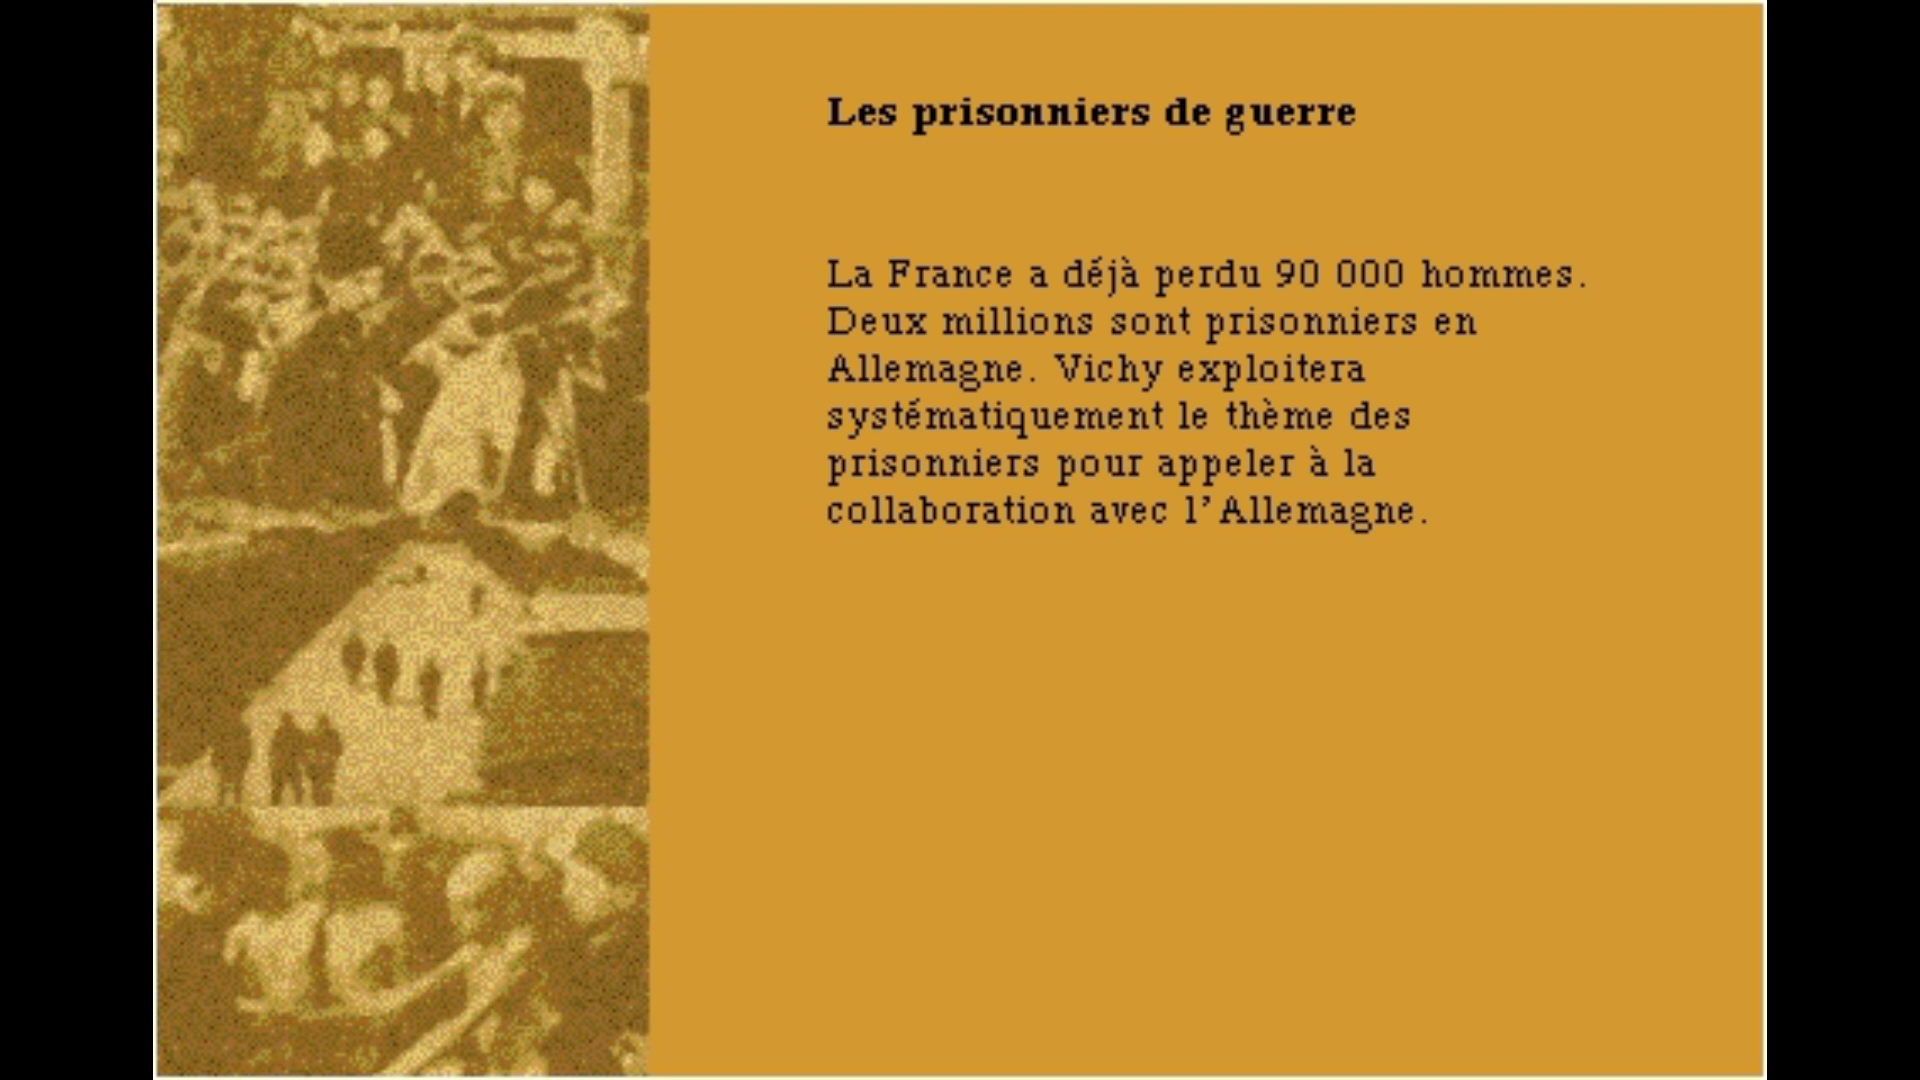 Les prisonniers de guerre
La France a déjà perdu 90 000 hommes.
Deux millions sont prisonniers en
Allemagne. Vichy exploitera
systématiquement le thème des
prisonniers pour appeler à la
collaboration avec l’Allemagne.